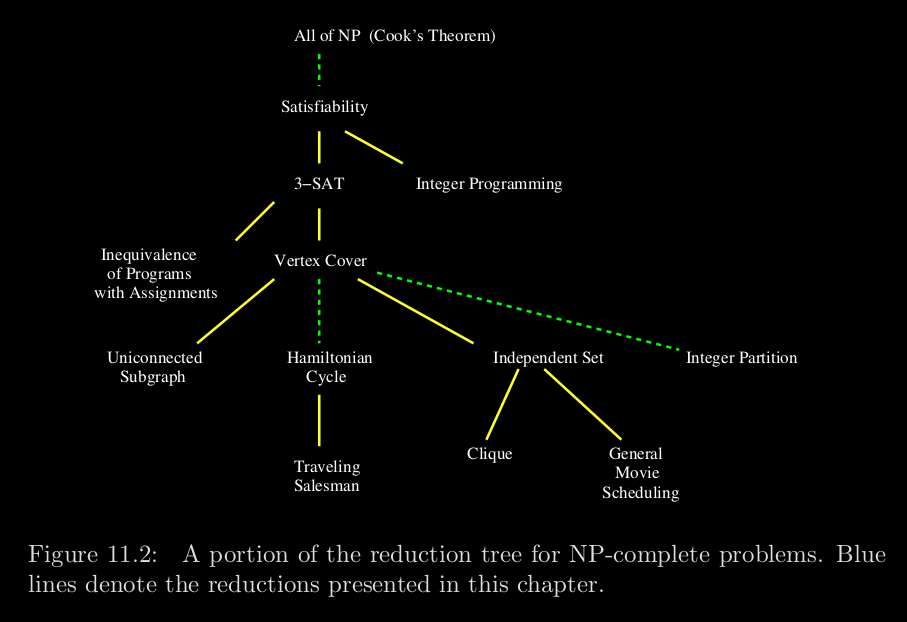 All of NP (Cook's Theorem)
Satisfiability
3−SAT
Integer Programming
Inequivalence
of Programs
with Assignments
Vertex Cover
Uniconnected
Subgraph
Hamiltonian
Cycle
Independent Set
Integer Partition
Traveling
Salesman
Clique
General
Movie
Scheduling
Figure 11.2: A portion of the reduction tree for NP-complete problems. Blue
lines denote the reductions presented in this chapter.